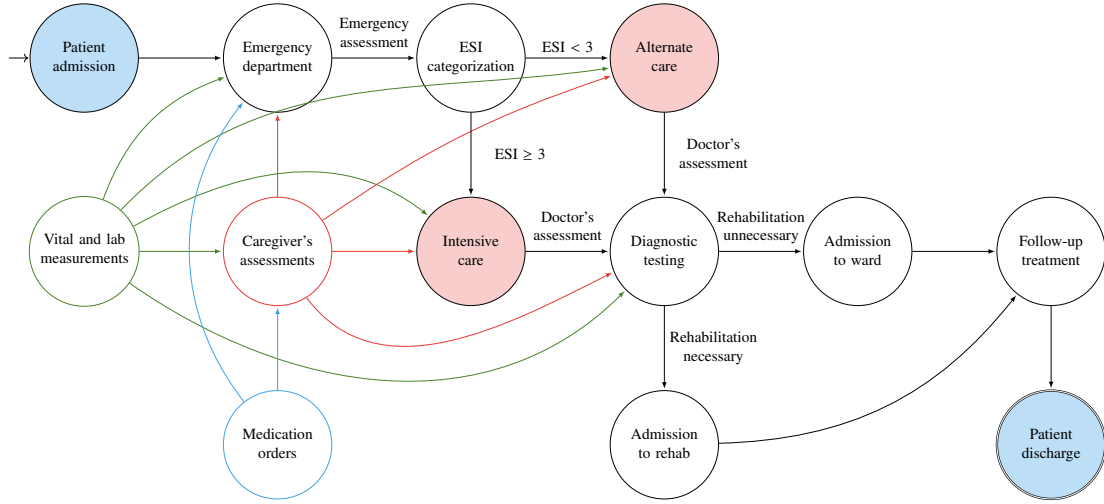 Patient
admission
Emergency
department
Emergency
assessment
ESI
categorization
ESI < 3
Alternate
care
ESI ≥ 3
Doctor's
assessment
Vital and lab
measurements
Caregiver's
assessments
Intensive
care
Doctor's
assessment
Diagnostic
testing
Rehabilitation
unnecessary
Admission
to ward
Follow-up
treatment
Rehabilitation
necessary
Medication
orders
Admission
to rehab
Patient
discharge